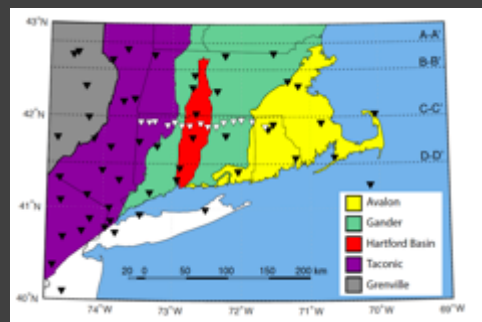 43°N
A-A'
B-B'
42°N
C-C'
D-D'
41°N
Avalon
Gander
Hartford Basin
Taconic
Grenville
20 0 50 100 150 200 km
40°N
74°W 73°W 72°W 71°W 70°W 69°W